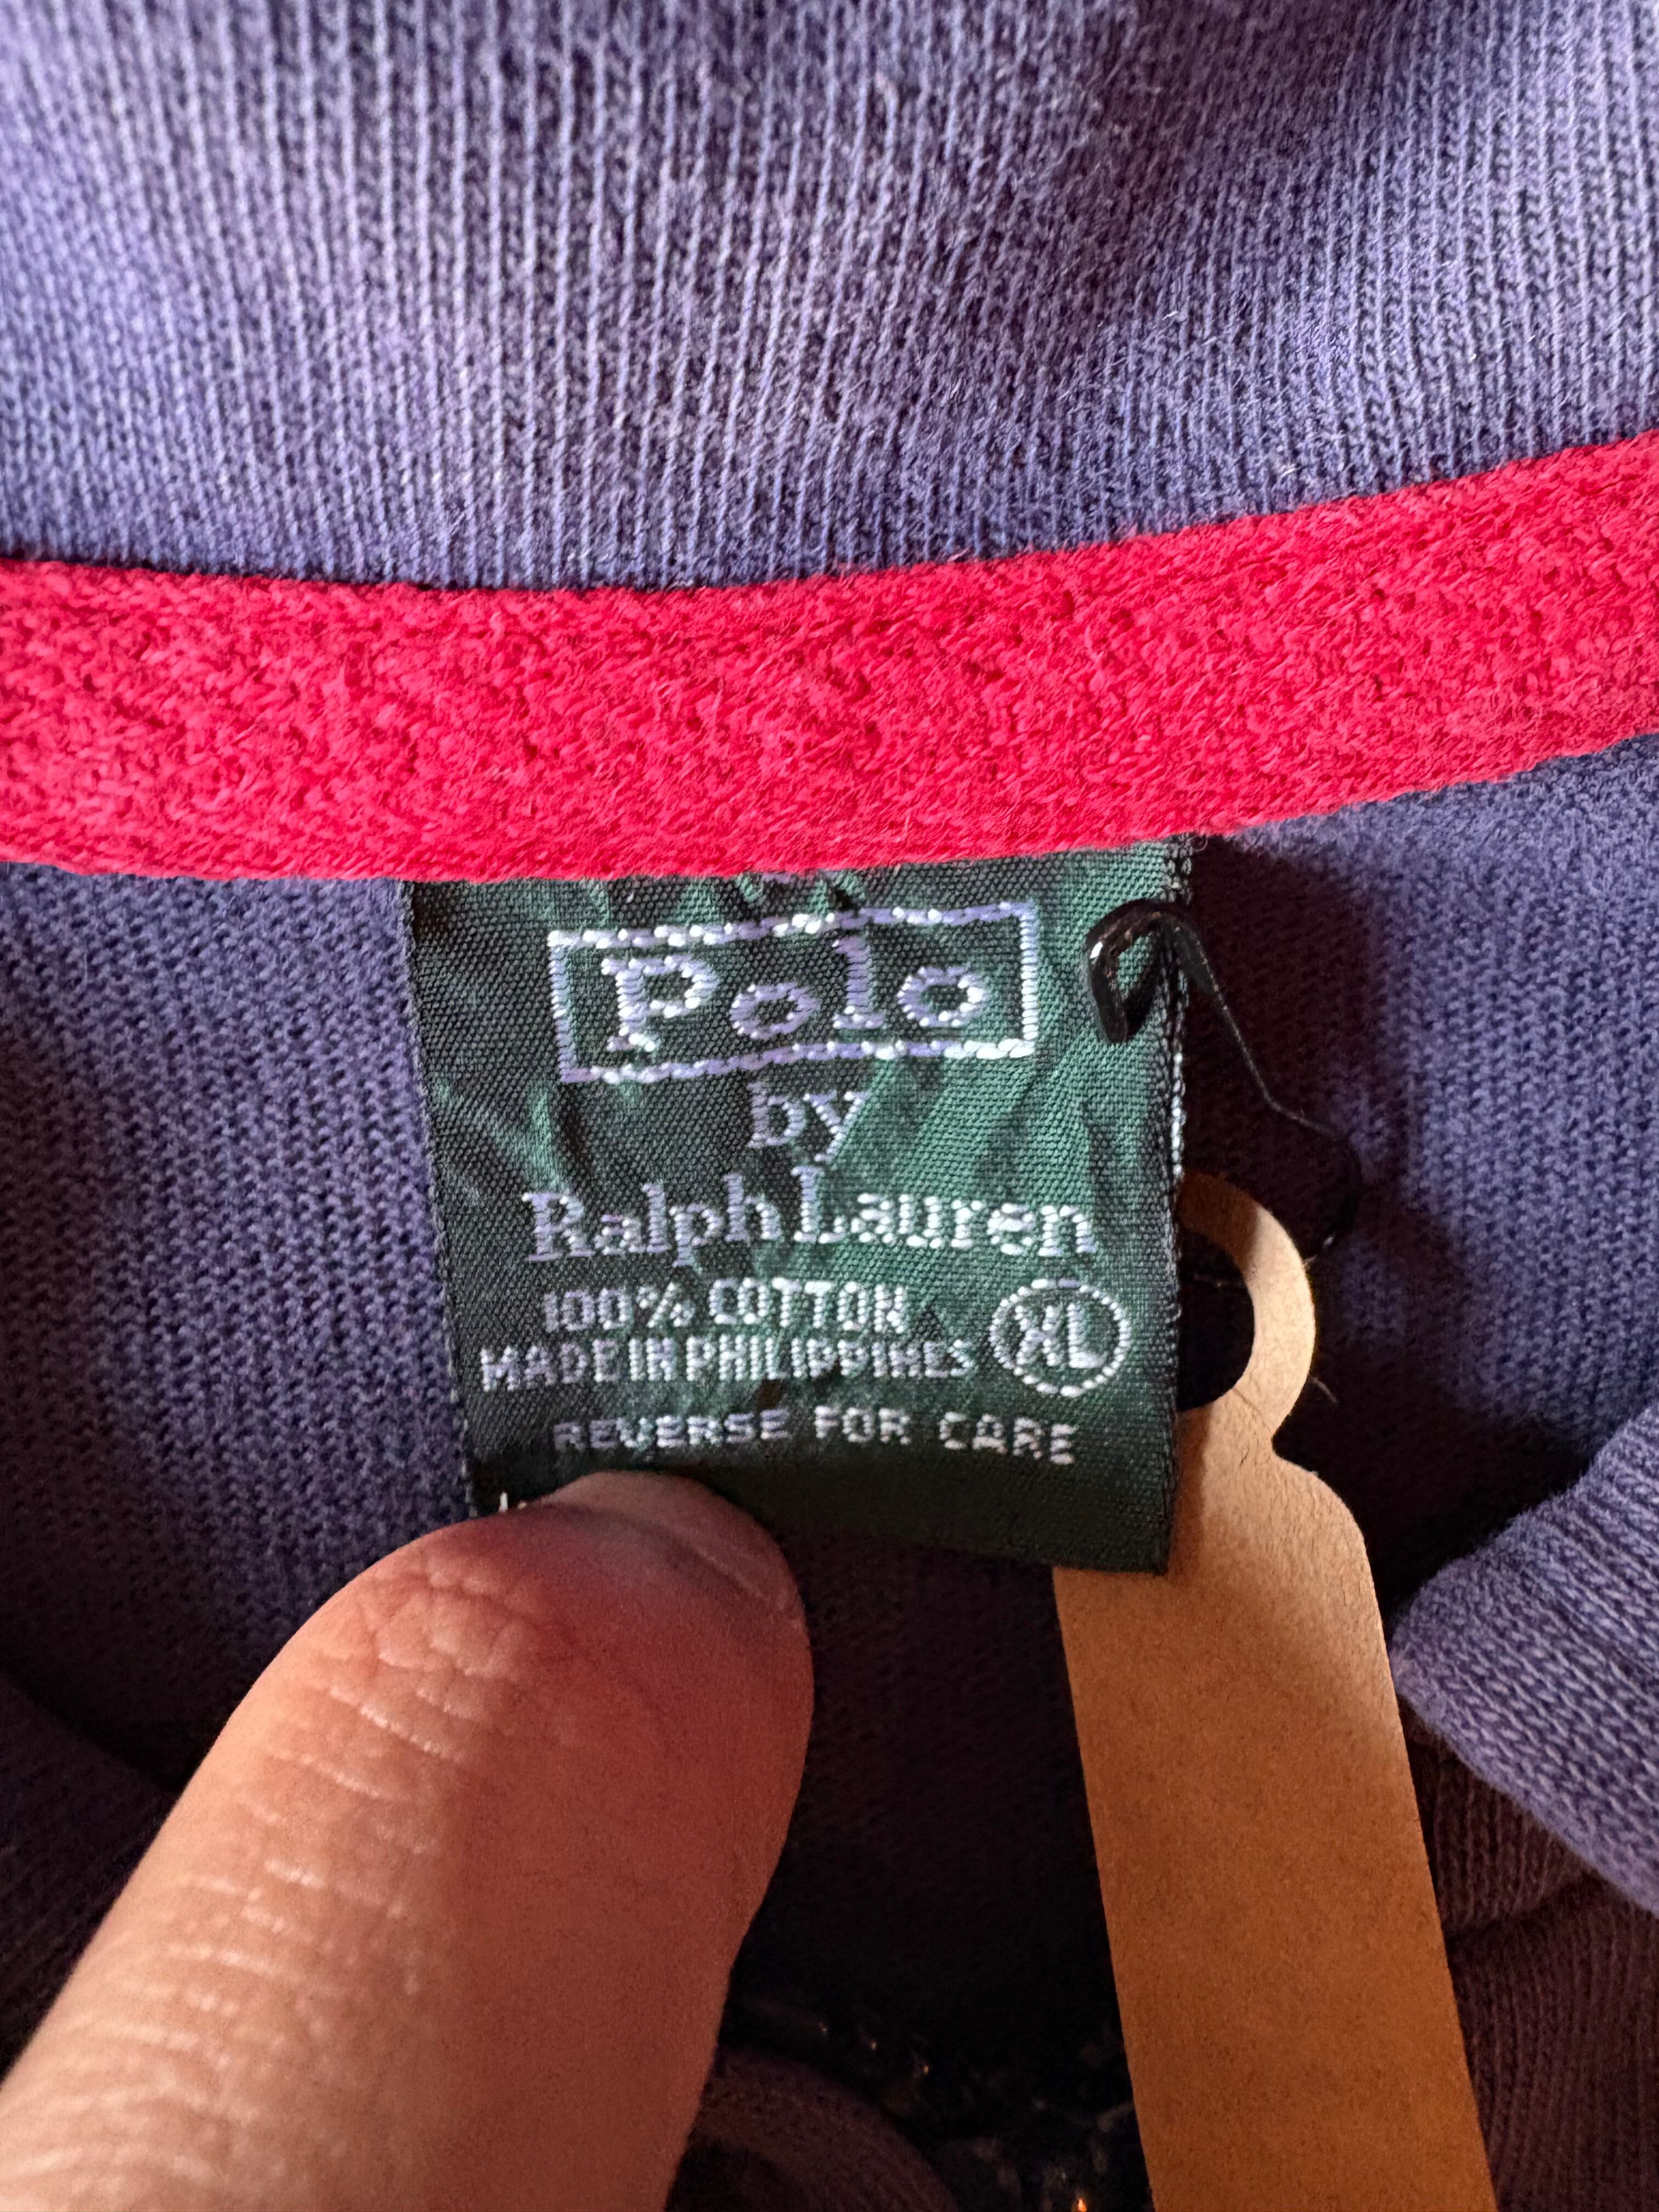 Polo
by
Ralph Lauren
100% COTTON
MADE IN PHILIPPINES
XL
REVERSE FOR CARE